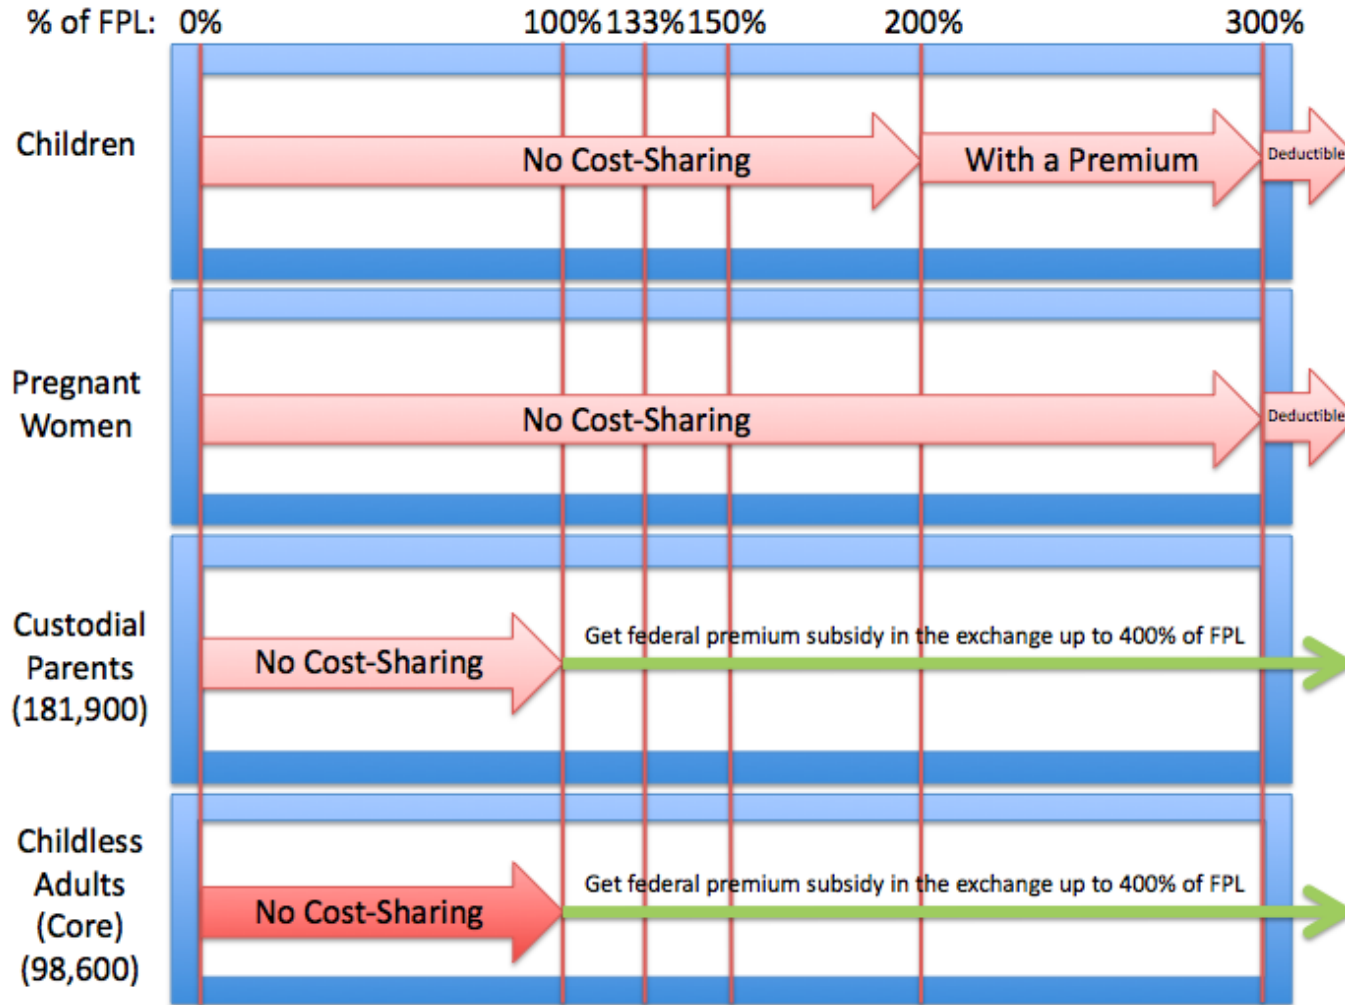 % of FPL: 0% 100% 133% 150% 200% 300%
Children
No Cost-Sharing
With a Premium
Deductible
Pregnant
Women
No Cost-Sharing
Deductible
Custodial
Parents
(181,900)
No Cost-Sharing
Get federal premium subsidy in the exchange up to 400% of FPL
Childless
Adults
(Core)
(98,600)
No Cost-Sharing
Get federal premium subsidy in the exchange up to 400% of FPL